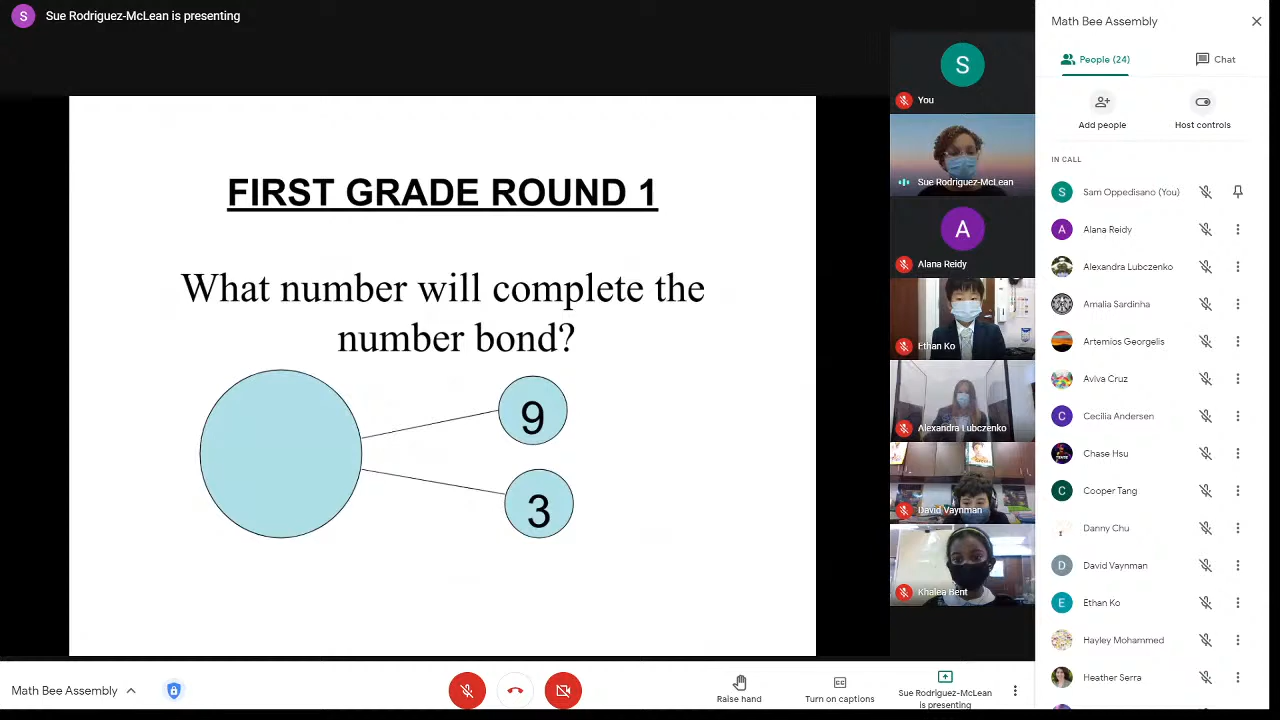 S
Sue Rodriguez-McLean is presenting
FIRST GRADE ROUND 1
What number will complete the
number bond?
9
3
S
You
Sue Rodriguez-McLean
A
Alana Reidy
Ethan Ko
Alexandra Lubczenko
David Vaynman
Khalea Bent
Math Bee Assembly
People (24)
Chat
Add people
Host controls
IN CALL
S
Sam Oppedisano (You)
A
Alana Reidy
Alexandra Lubczenko
Amalia Sardinha
Artemios Georgelis
Aviva Cruz
C
Cecilia Andersen
Chase Hsu
C
Cooper Tang
Danny Chu
D
David Vaynman
E
Ethan Ko
Hayley Mohammed
Heather Serra
Math Bee Assembly
Raise hand
Turn on captions
Sue Rodriguez-McLean
is presenting